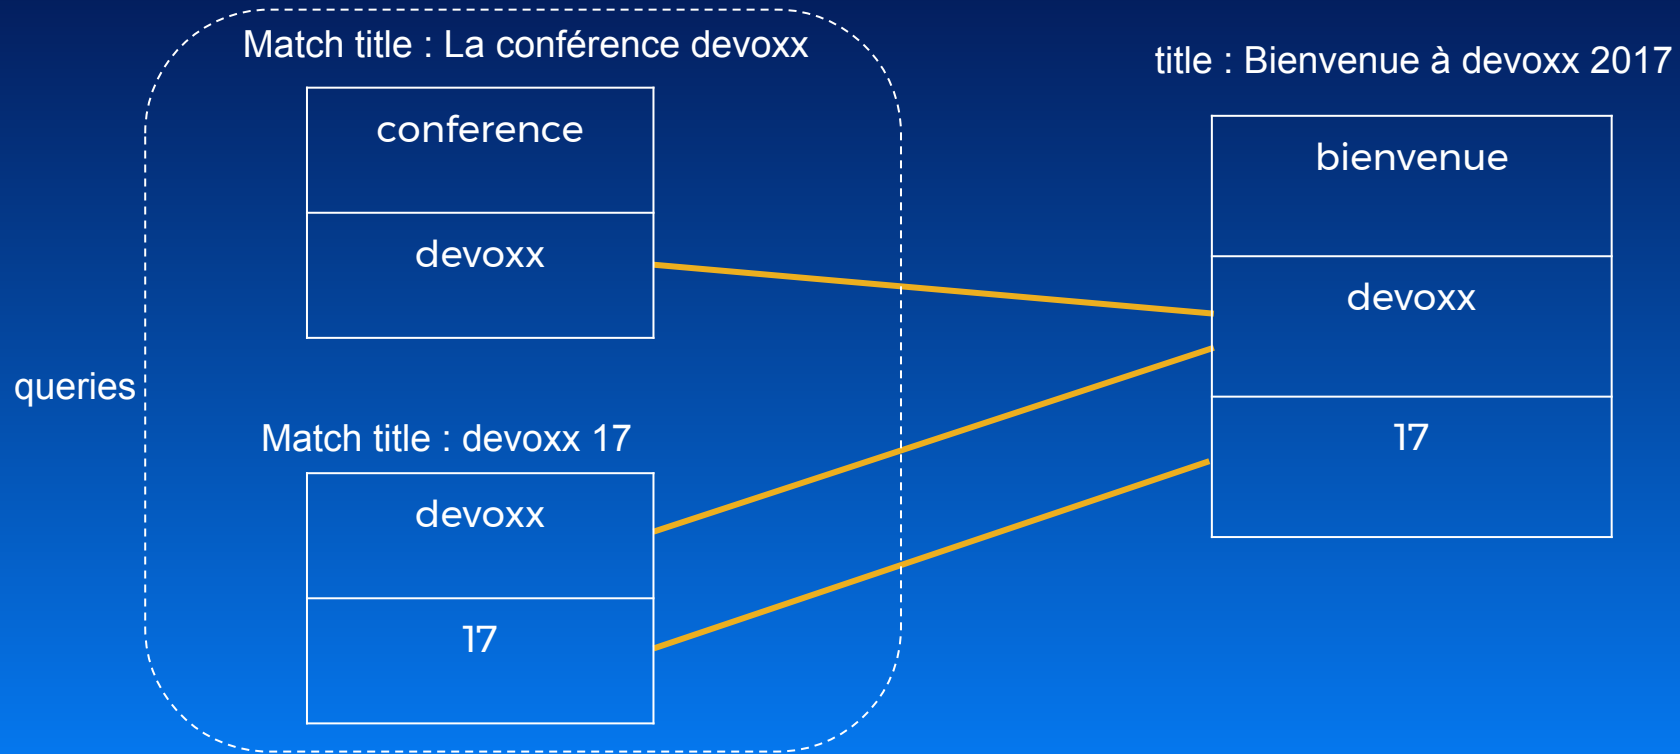 Match title : La conférence devoxx
conference
devoxx
queries
Match title : devoxx 17
devoxx
17
title : Bienvenue à devoxx 2017
bienvenue
devoxx
17